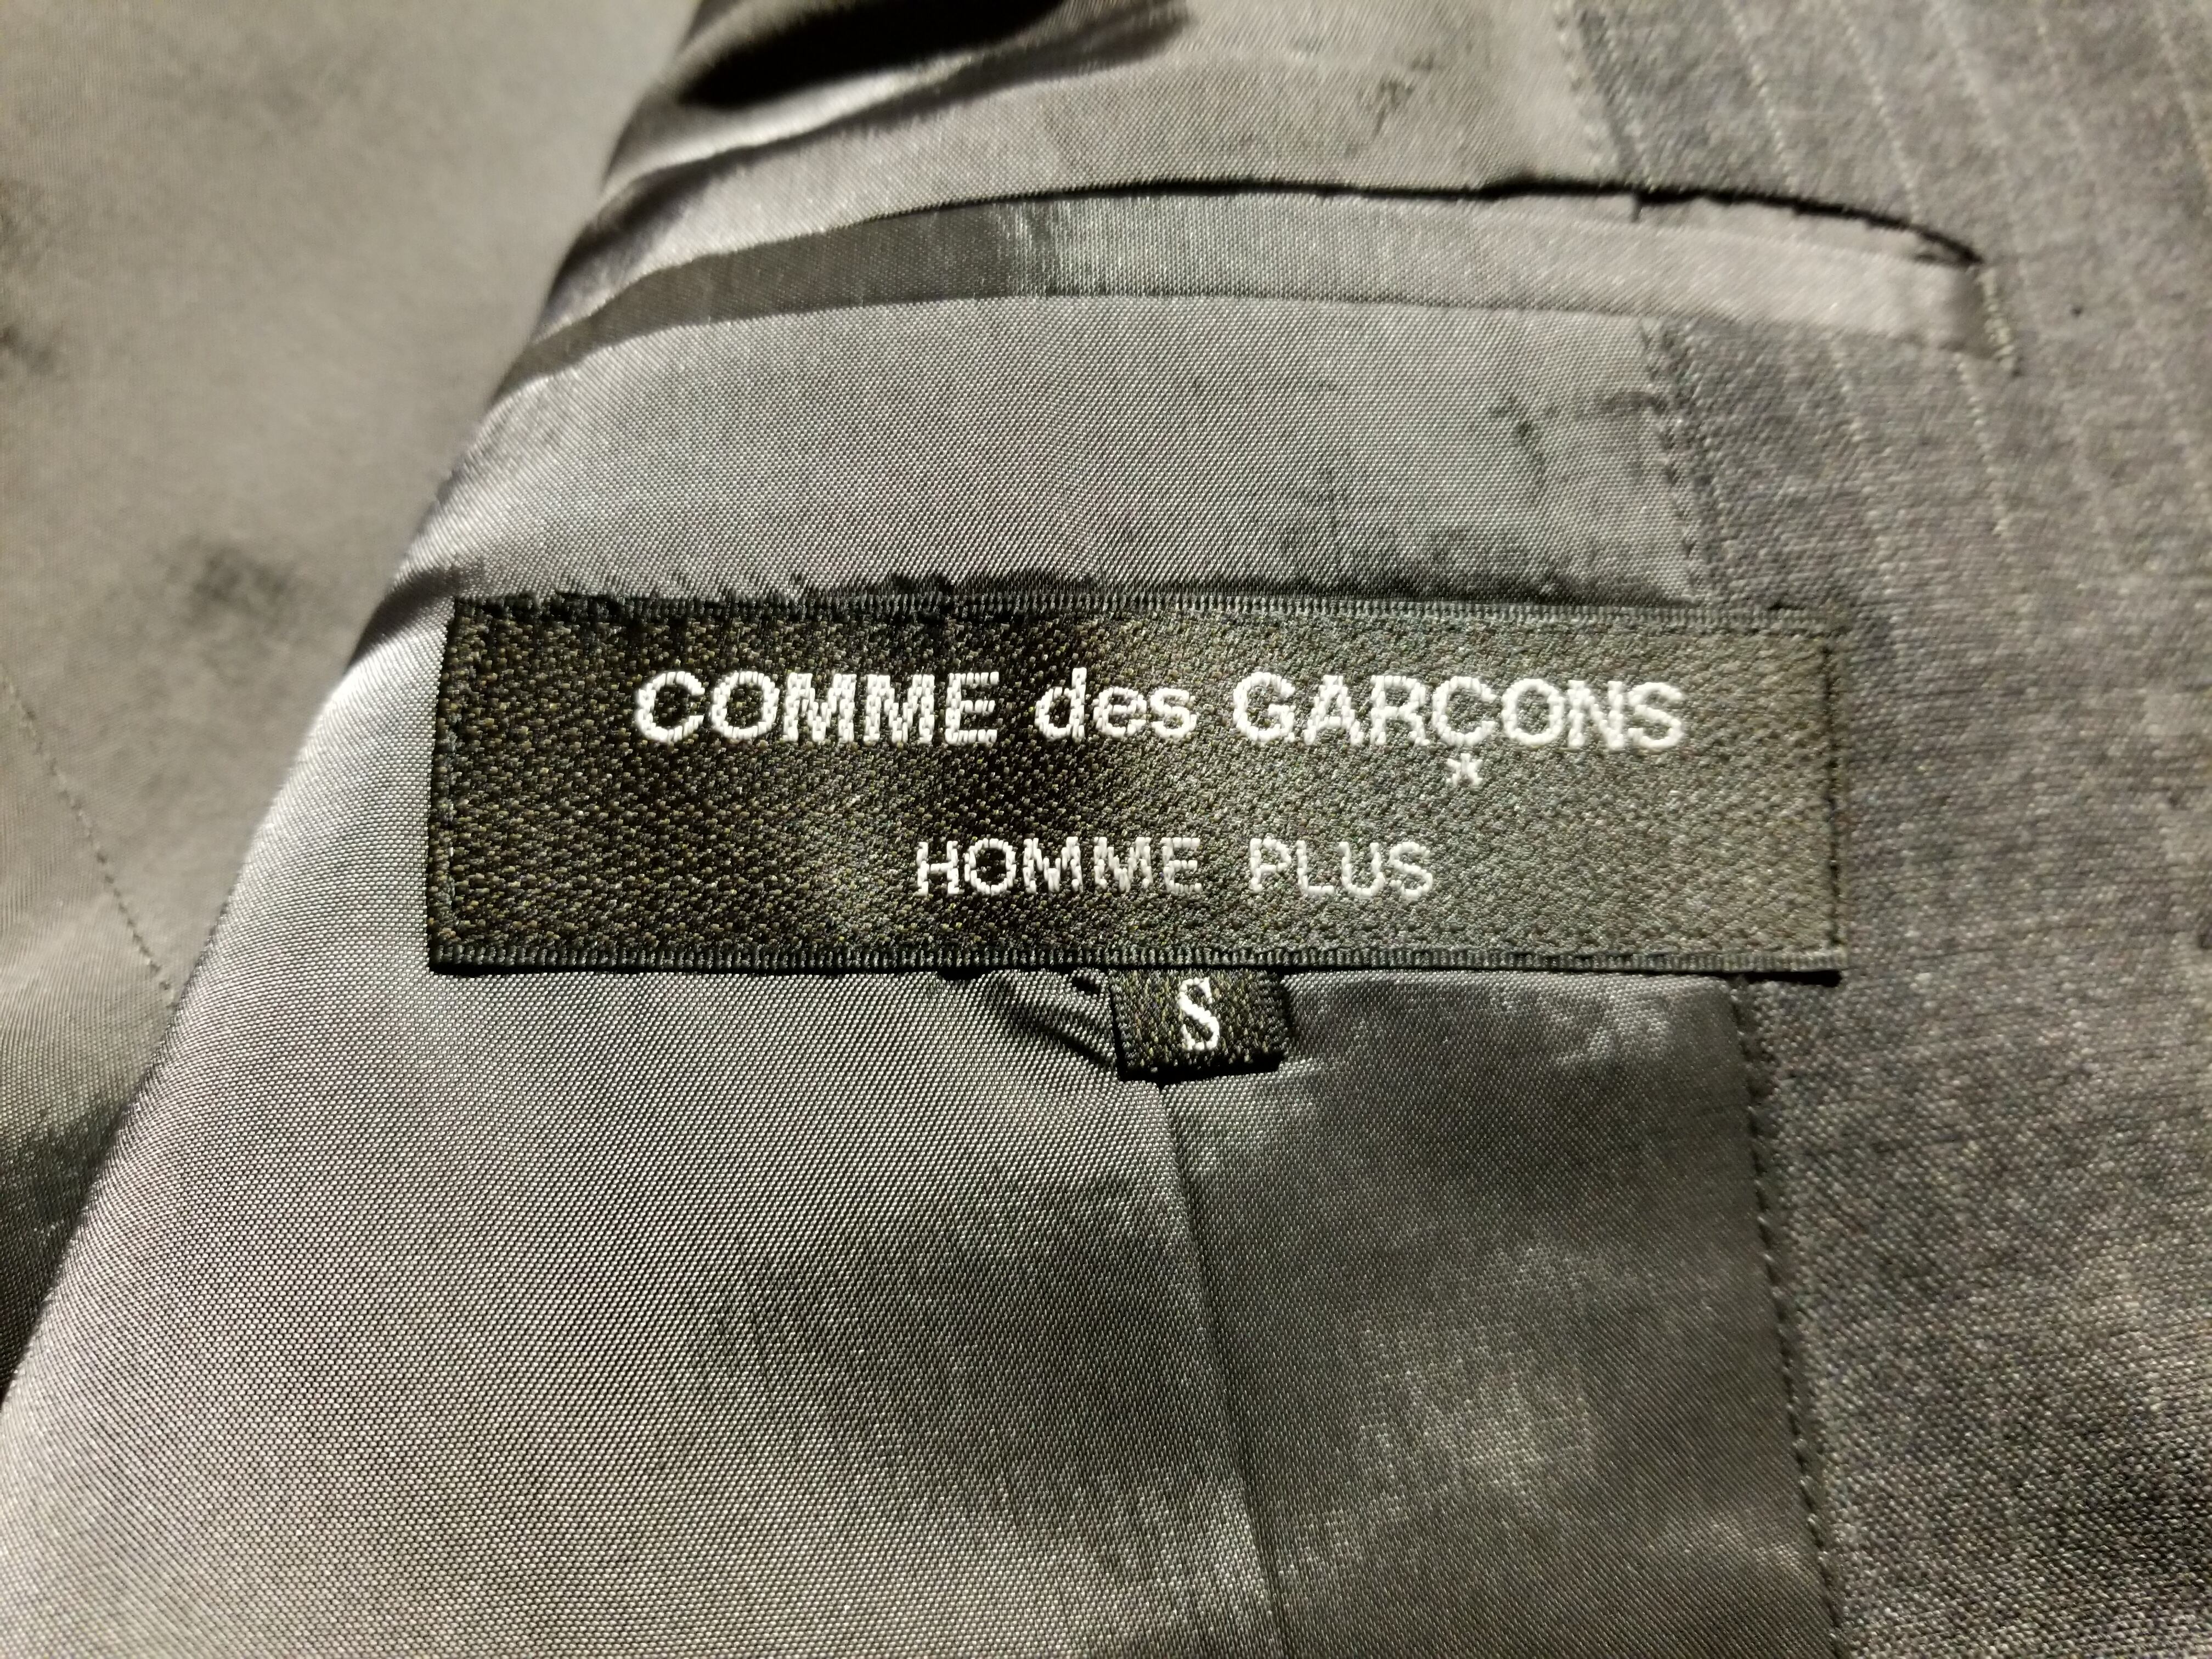 COMME des GARÇONS
*
HOMME PLUS
S